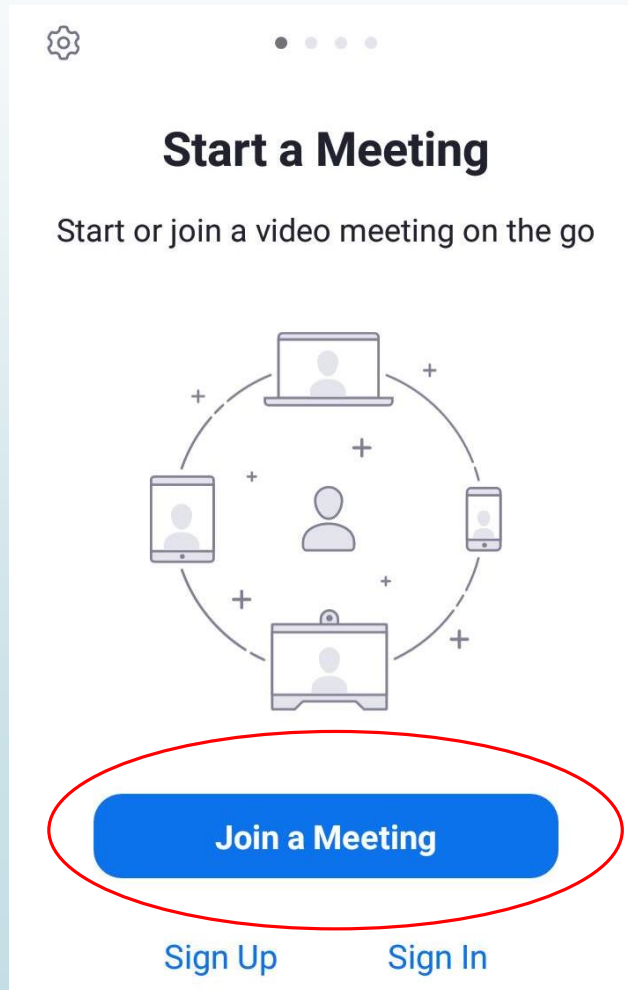 Start a Meeting
Start or join a video meeting on the go
Join a Meeting
Sign Up Sign In